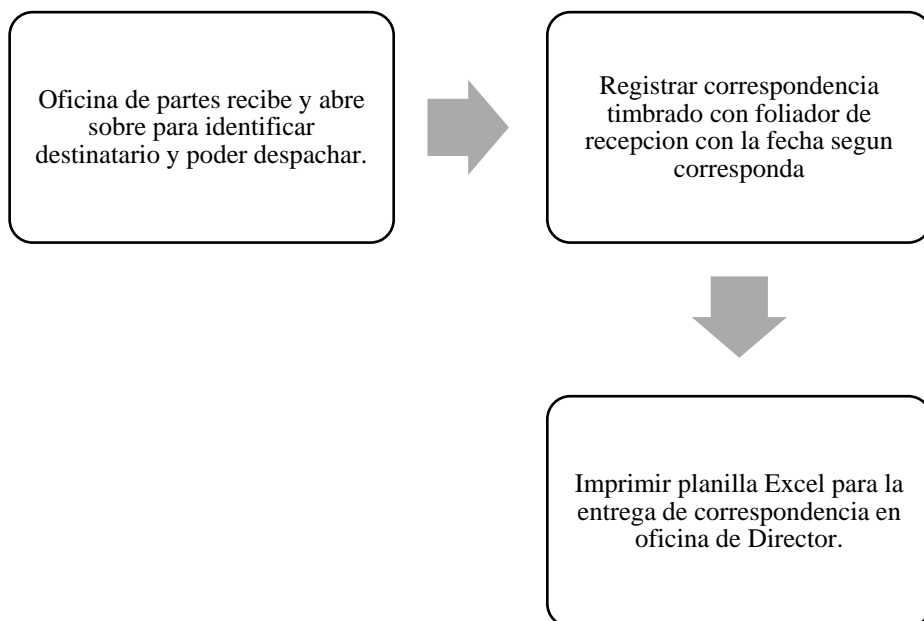 Oficina de partes recibe y abre
sobre para identificar
destinatario y poder despachar.
Registrar correspondencia
timbrado con foliador de
recepcion con la fecha segun
corresponda
Imprimir planilla Excel para la
entrega de correspondencia en
oficina de Director.